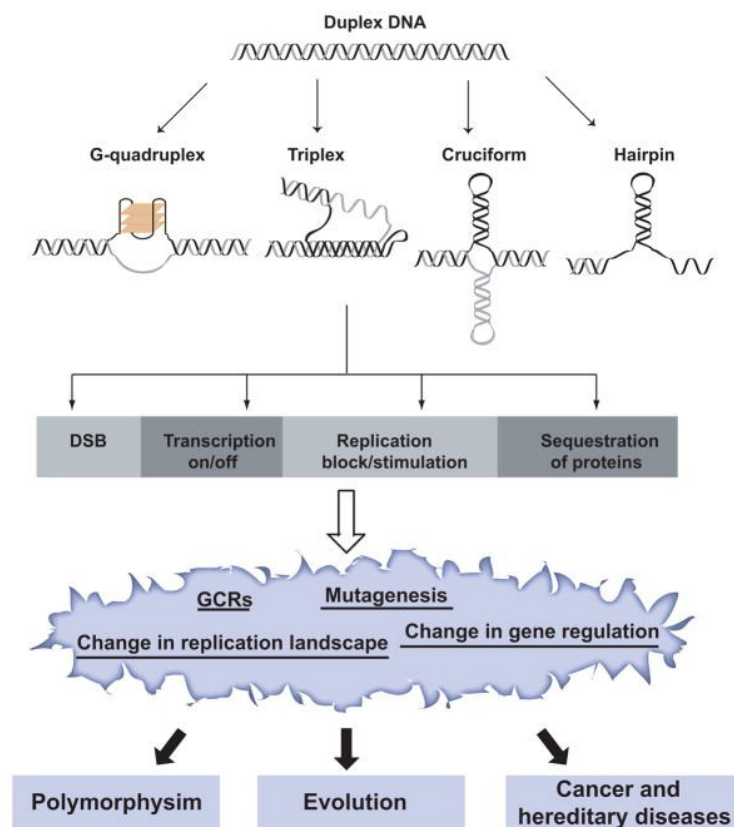 Duplex DNA
G-quadruplex
Triplex
Cruciform
Hairpin
DSB
Transcription
on/off
Replication
block/stimulation
Sequestration
of proteins
GCRs
Mutagenesis
Change in replication landscape
Change in gene regulation
Polymorphysim
Evolution
Cancer and
hereditary diseases